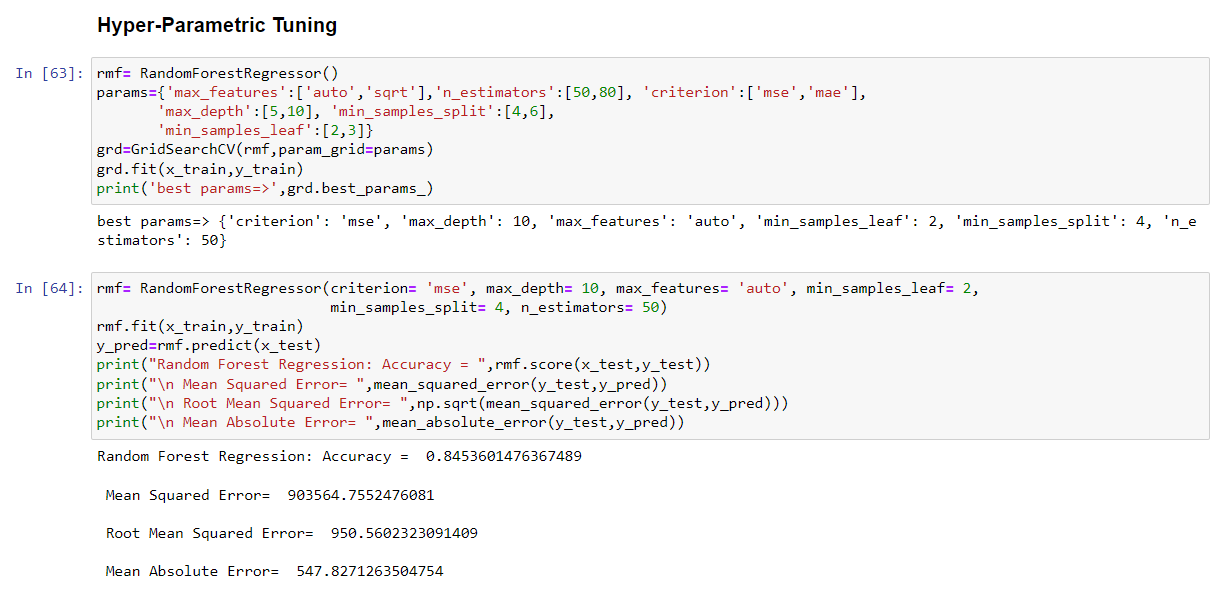 Hyper-Parametric Tuning
In [63]: rmf= RandomForestRegressor()
params={'max_features':['auto','sqrt'],'n_estimators':[50,80], 'criterion':['mse','mae'],
'max_depth':[5,10], 'min_samples_split':[4,6],
'min_samples_leaf':[2,3]}
grd=GridSearchCV(rmf,param_grid=params)
grd.fit(x_train,y_train)
print('best params=>',grd.best_params_)
best params=> {'criterion': 'mse', 'max_depth': 10, 'max_features': 'auto', 'min_samples_leaf': 2, 'min_samples_split': 4, 'n_e
stimators': 50}
In [64]: rmf= RandomForestRegressor(criterion= 'mse', max_depth= 10, max_features= 'auto', min_samples_leaf= 2,
min_samples_split= 4, n_estimators= 50)
rmf.fit(x_train,y_train)
y_pred=rmf.predict(x_test)
print("Random Forest Regression: Accuracy = ",rmf.score(x_test,y_test))
print("\n Mean Squared Error= ",mean_squared_error(y_test,y_pred))
print("\n Root Mean Squared Error= ",np.sqrt(mean_squared_error(y_test,y_pred)))
print("\n Mean Absolute Error= ",mean_absolute_error(y_test,y_pred))
Random Forest Regression: Accuracy =  0.8453601476367489
Mean Squared Error=  903564.7552476081
Root Mean Squared Error=  950.5602323091409
Mean Absolute Error=  547.8271263504754